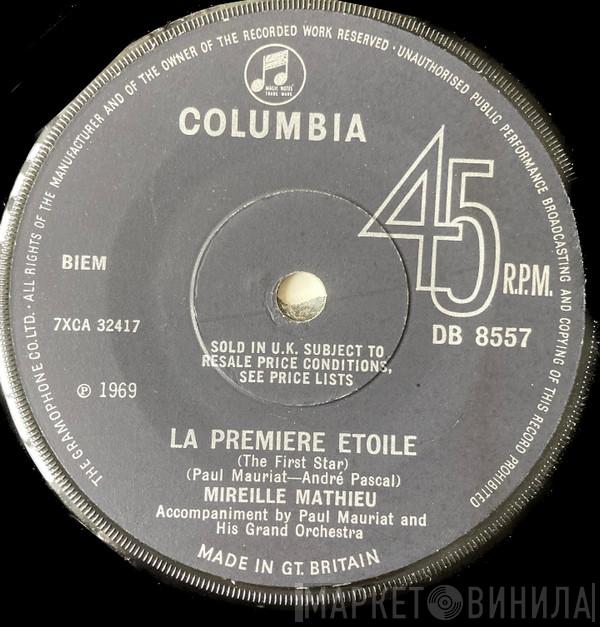 THE GRAMOPHONE CO. LTD. · ALL RIGHTS OF THE MANUFACTURER AND OF THE OWNER OF THE RECORDED WORK RESERVED · UNAUTHORISED PUBLIC PERFORMANCE BROADCASTING AND COPYING OF THIS RECORD PROHIBITED
MAGIC NOTES
TRADE MARK
COLUMBIA
45
R.P.M.
BIEM
7XCA 32417
DB 8557
SOLD IN U.K. SUBJECT TO
RESALE PRICE CONDITIONS,
SEE PRICE LISTS
℗ 1969
LA PREMIERE ETOILE
(The First Star)
(Paul Mauriat—André Pascal)
MIREILLE MATHIEU
Accompaniment by Paul Mauriat and
His Grand Orchestra
MADE IN GT. BRITAIN
МАРКЕТ ВИНИЛА